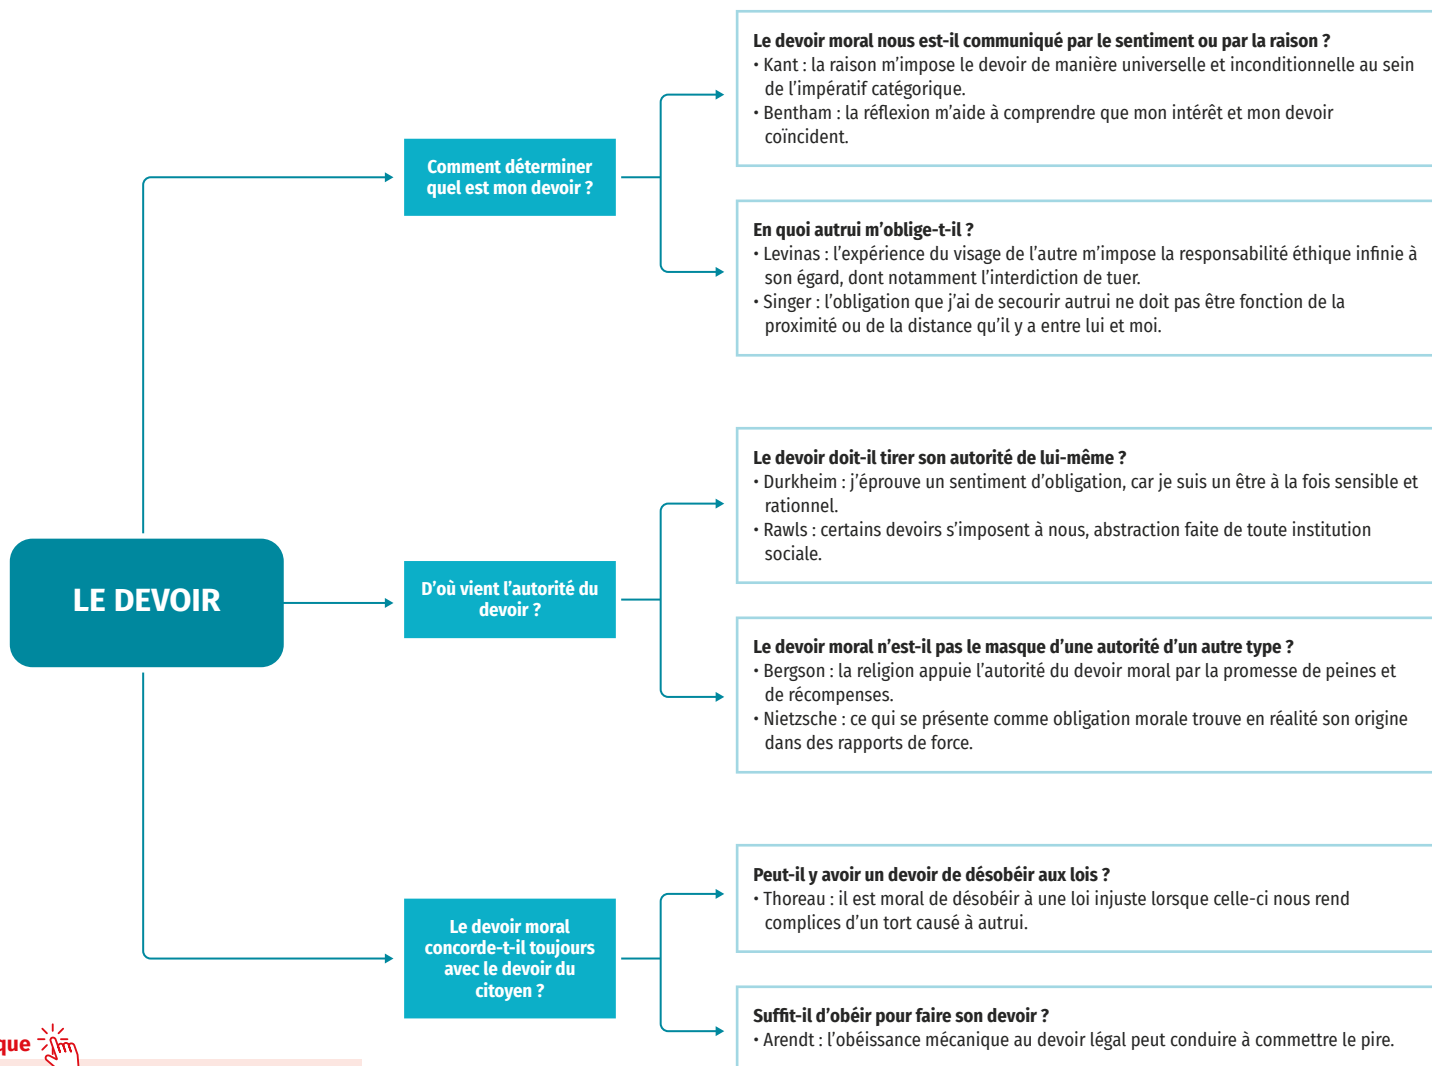 Le devoir moral nous est-il communiqué par le sentiment ou par la raison ?
• Kant : la raison m’impose le devoir de manière universelle et inconditionnelle au sein
de l’impératif catégorique.
• Bentham : la réflexion m’aide à comprendre que mon intérêt et mon devoir
coïncident.
Comment déterminer
quel est mon devoir ?
En quoi autrui m’oblige-t-il ?
• Levinas : l’expérience du visage de l’autre m’impose la responsabilité éthique infinie à
son égard, dont notamment l’interdiction de tuer.
• Singer : l’obligation que j’ai de secourir autrui ne doit pas être fonction de la
proximité ou de la distance qu’il y a entre lui et moi.
Le devoir doit-il tirer son autorité de lui-même ?
• Durkheim : j’éprouve un sentiment d’obligation, car je suis un être à la fois sensible et
rationnel.
• Rawls : certains devoirs s’imposent à nous, abstraction faite de toute institution
sociale.
LE DEVOIR
D’où vient l’autorité du
devoir ?
Le devoir moral n’est-il pas le masque d’une autorité d’un autre type ?
• Bergson : la religion appuie l’autorité du devoir moral par la promesse de peines et
de récompenses.
• Nietzsche : ce qui se présente comme obligation morale trouve en réalité son origine
dans des rapports de force.
Peut-il y avoir un devoir de désobéir aux lois ?
• Thoreau : il est moral de désobéir à une loi injuste lorsque celle-ci nous rend
complices d’un tort causé à autrui.
Le devoir moral
concorde-t-il toujours
avec le devoir du
citoyen ?
Suffit-il d’obéir pour faire son devoir ?
• Arendt : l’obéissance mécanique au devoir légal peut conduire à commettre le pire.
que